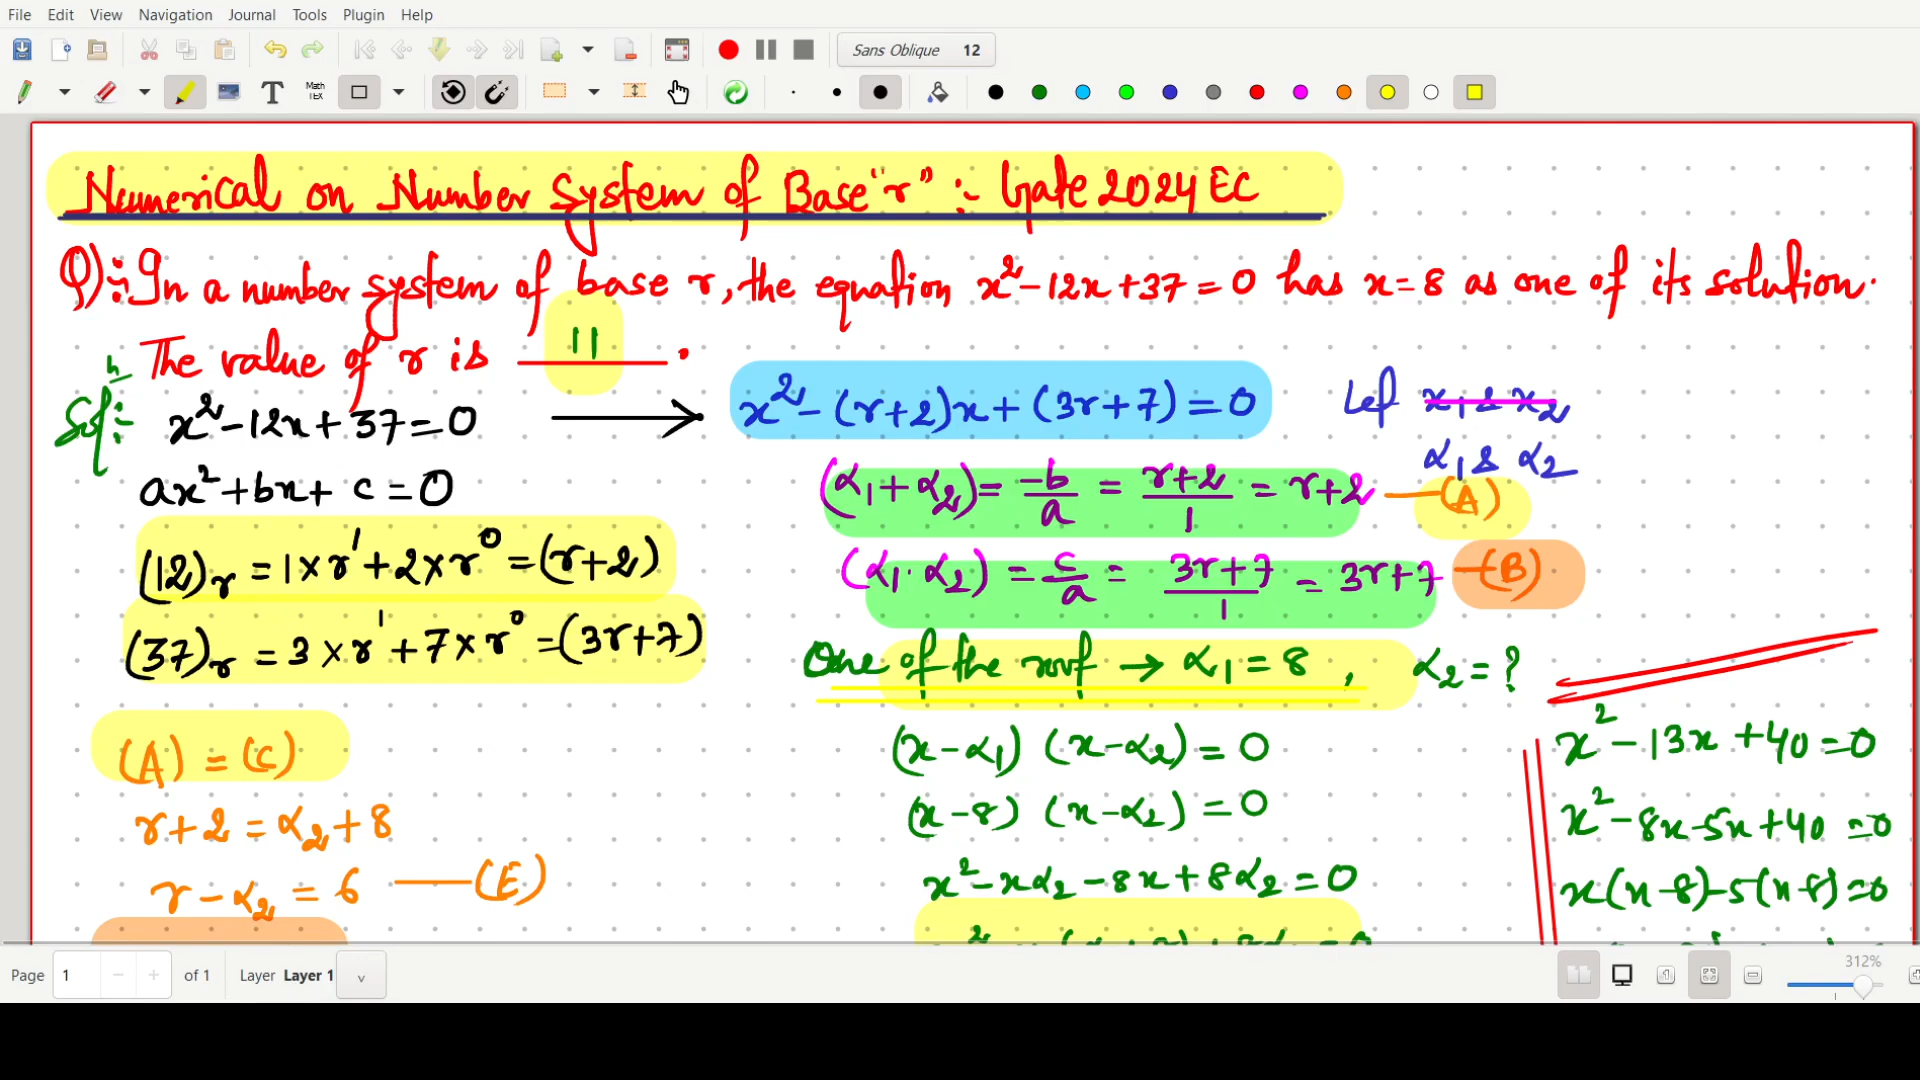 File Edit View Navigation Journal Tools Plugin Help
Sans Oblique 12
T Math TEX
Numerical on Number System of Base "r" :- Gate 2024 EC
Q):- In a number system of base r, the equation x² - 12x + 37 = 0 has x = 8 as one of its solution.
The value of r is 11.
Solⁿ:-
x² - 12x + 37 = 0
ax² + bx + c = 0
(12)r = 1 × r¹ + 2 × r⁰ = (r+2)
(37)r = 3 × r¹ + 7 × r⁰ = (3r+7)
(A) = (C)
r + 2 = α₂ + 8
r - α₂ = 6 —(E)
x² - (r+2)x + (3r+7) = 0
Let x₁ & x₂
α₁ & α₂
(α₁ + α₂) = -b/a = r+2/1 = r+2 —(A)
(α₁ · α₂) = c/a = 3r+7/1 = 3r+7 —(B)
One of the root → α₁ = 8, α₂ = ?
(x - α₁) (x - α₂) = 0
(x - 8) (x - α₂) = 0
x² - xα₂ - 8x + 8α₂ = 0
x² - 13x + 40 = 0
x² - 8x - 5x + 40 = 0
x(x - 8) - 5(x - 8) = 0
Page 1 of 1 Layer Layer 1
312%